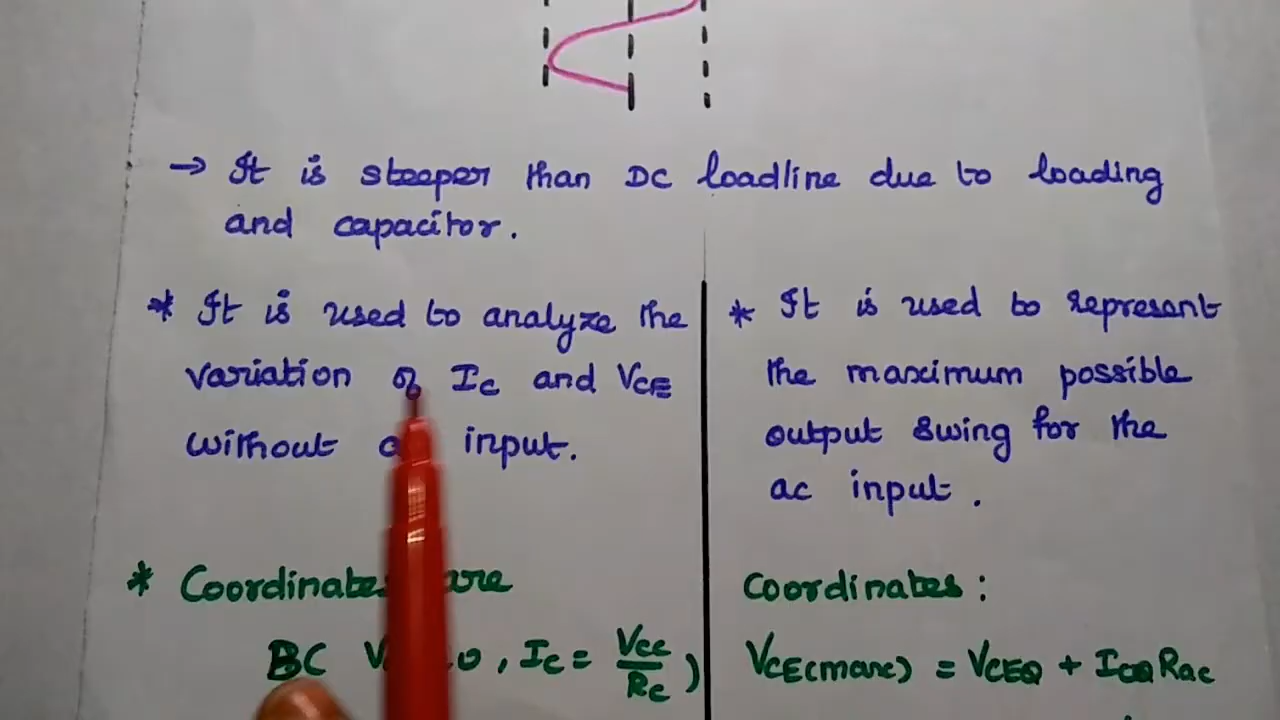 → It is steeper than DC loadline due to loading
and capacitor.
* It is used to analyze the
variation of Ic and VCE
without input.
* It is used to represent
the maximum possible
output swing for the
ac input.
* Coordinates are
BC , Ic = Vcc/Rc )
Coordinates:
VCE(max) = VCEQ + ICQ Rac